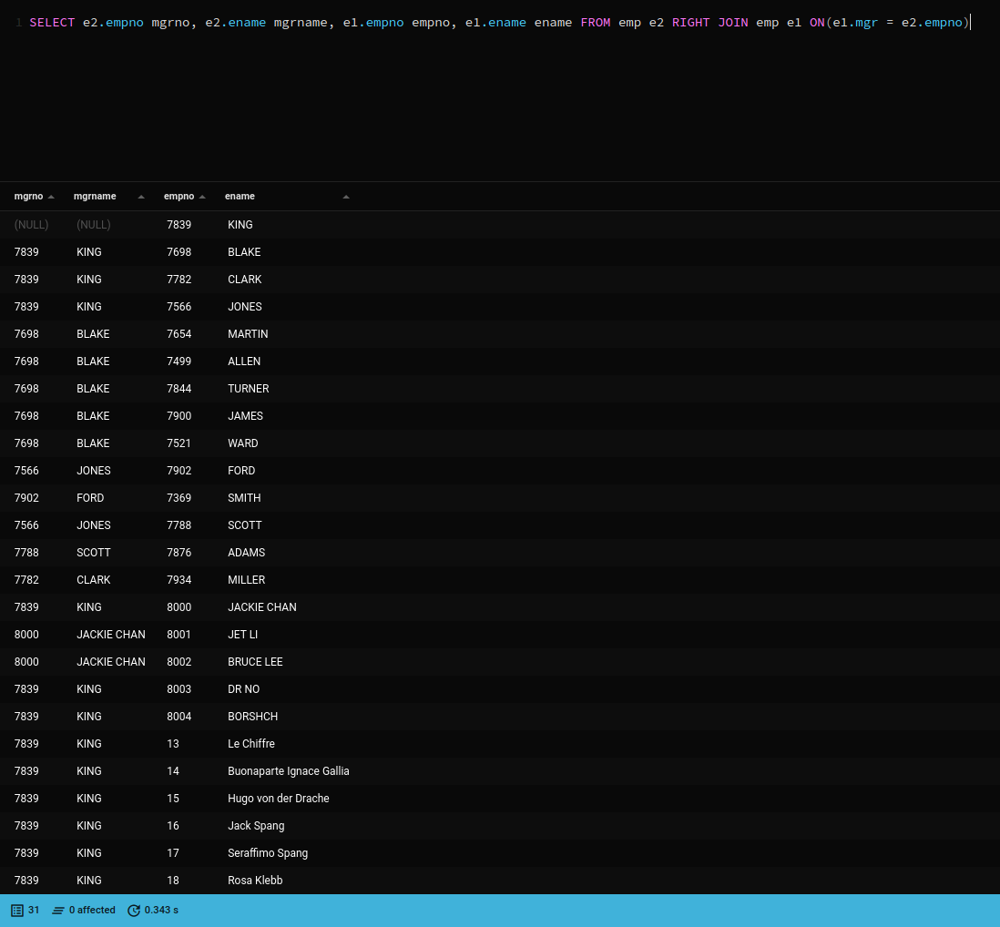 1 SELECT e2.empno mgrno, e2.ename mgrname, e1.empno empno, e1.ename ename FROM emp e2 RIGHT JOIN emp e1 ON(e1.mgr = e2.empno)
mgrno mgrname empno ename
(NULL) (NULL) 7839 KING
7839 KING 7698 BLAKE
7839 KING 7782 CLARK
7839 KING 7566 JONES
7698 BLAKE 7654 MARTIN
7698 BLAKE 7499 ALLEN
7698 BLAKE 7844 TURNER
7698 BLAKE 7900 JAMES
7698 BLAKE 7521 WARD
7566 JONES 7902 FORD
7902 FORD 7369 SMITH
7566 JONES 7788 SCOTT
7788 SCOTT 7876 ADAMS
7782 CLARK 7934 MILLER
7839 KING 8000 JACKIE CHAN
8000 JACKIE CHAN 8001 JET LI
8000 JACKIE CHAN 8002 BRUCE LEE
7839 KING 8003 DR NO
7839 KING 8004 BORSHCH
7839 KING 13 Le Chiffre
7839 KING 14 Buonaparte Ignace Gallia
7839 KING 15 Hugo von der Drache
7839 KING 16 Jack Spang
7839 KING 17 Seraffimo Spang
7839 KING 18 Rosa Klebb
31 0 affected 0.343 s